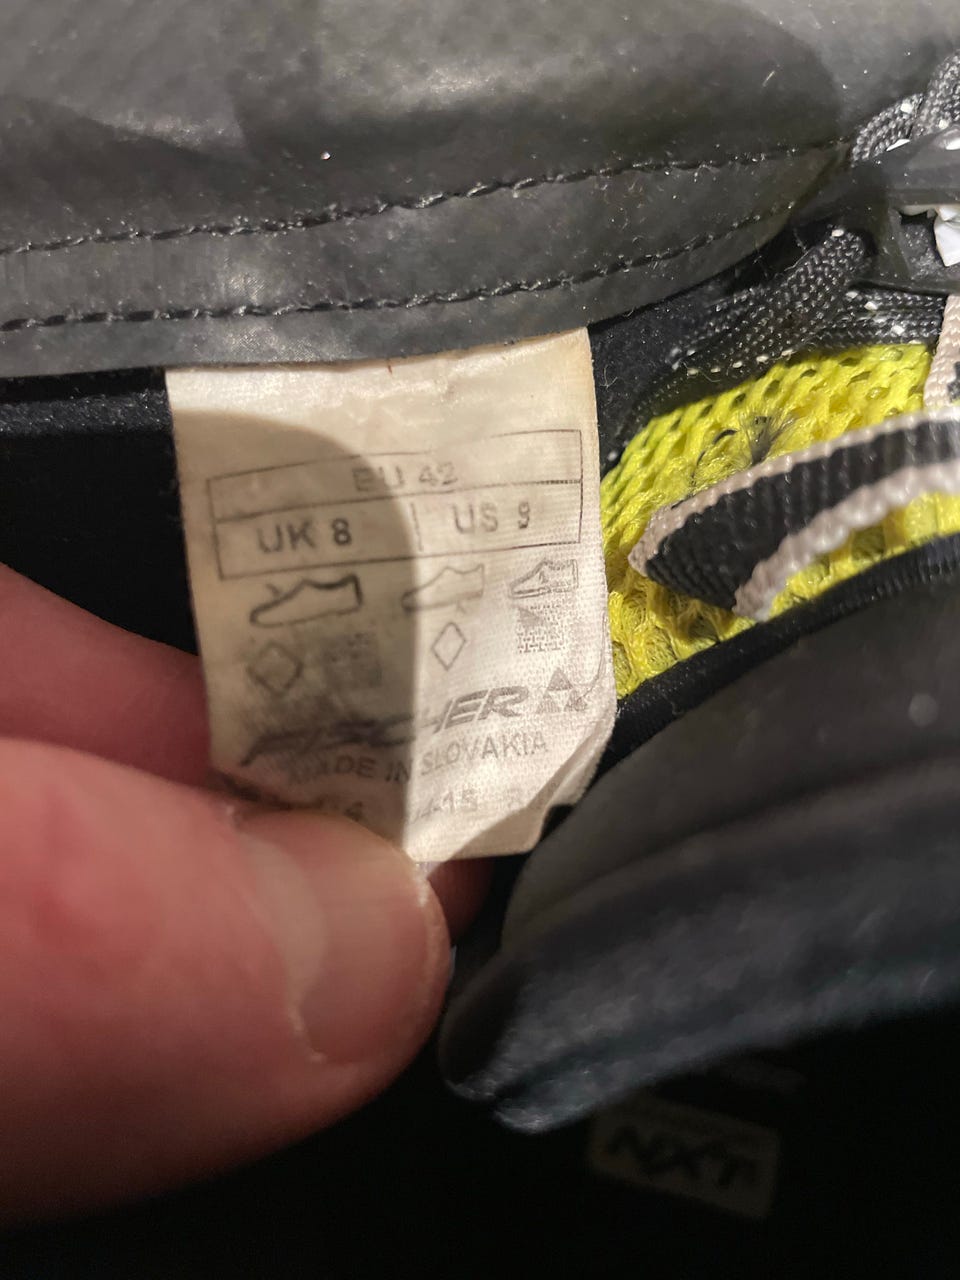 EU 42
UK 8 US 9
FISCHER
MADE IN SLOVAKIA
NXT